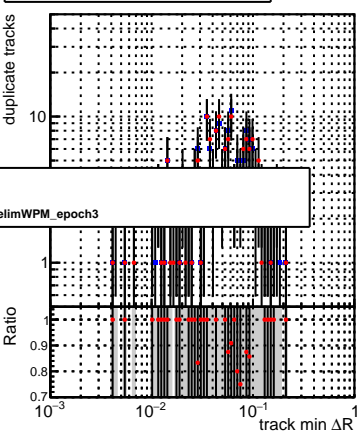 duplicate tracks
10
elimWPM_epoch3
1
Ratio
1
0.9
0.8
0.7
10−3
10−2
10−1
1
track min ΔR